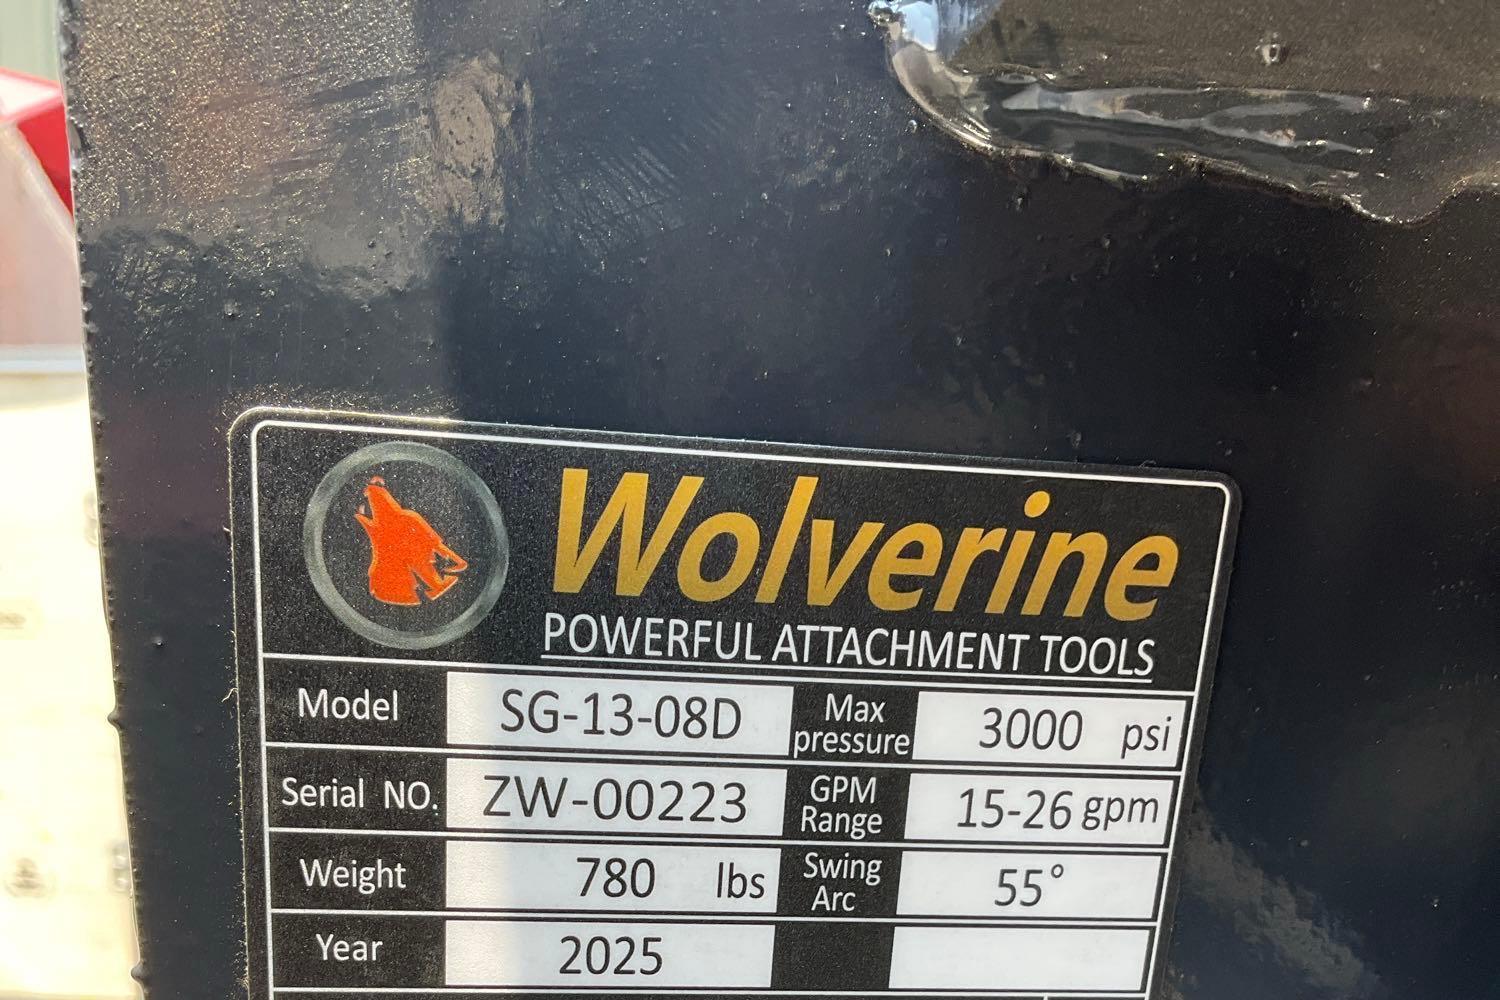 Wolverine
POWERFUL ATTACHMENT TOOLS
Model SG-13-08D Max pressure 3000 psi
Serial NO. ZW-00223 GPM Range 15-26 gpm
Weight 780 lbs Swing Arc 55°
Year 2025